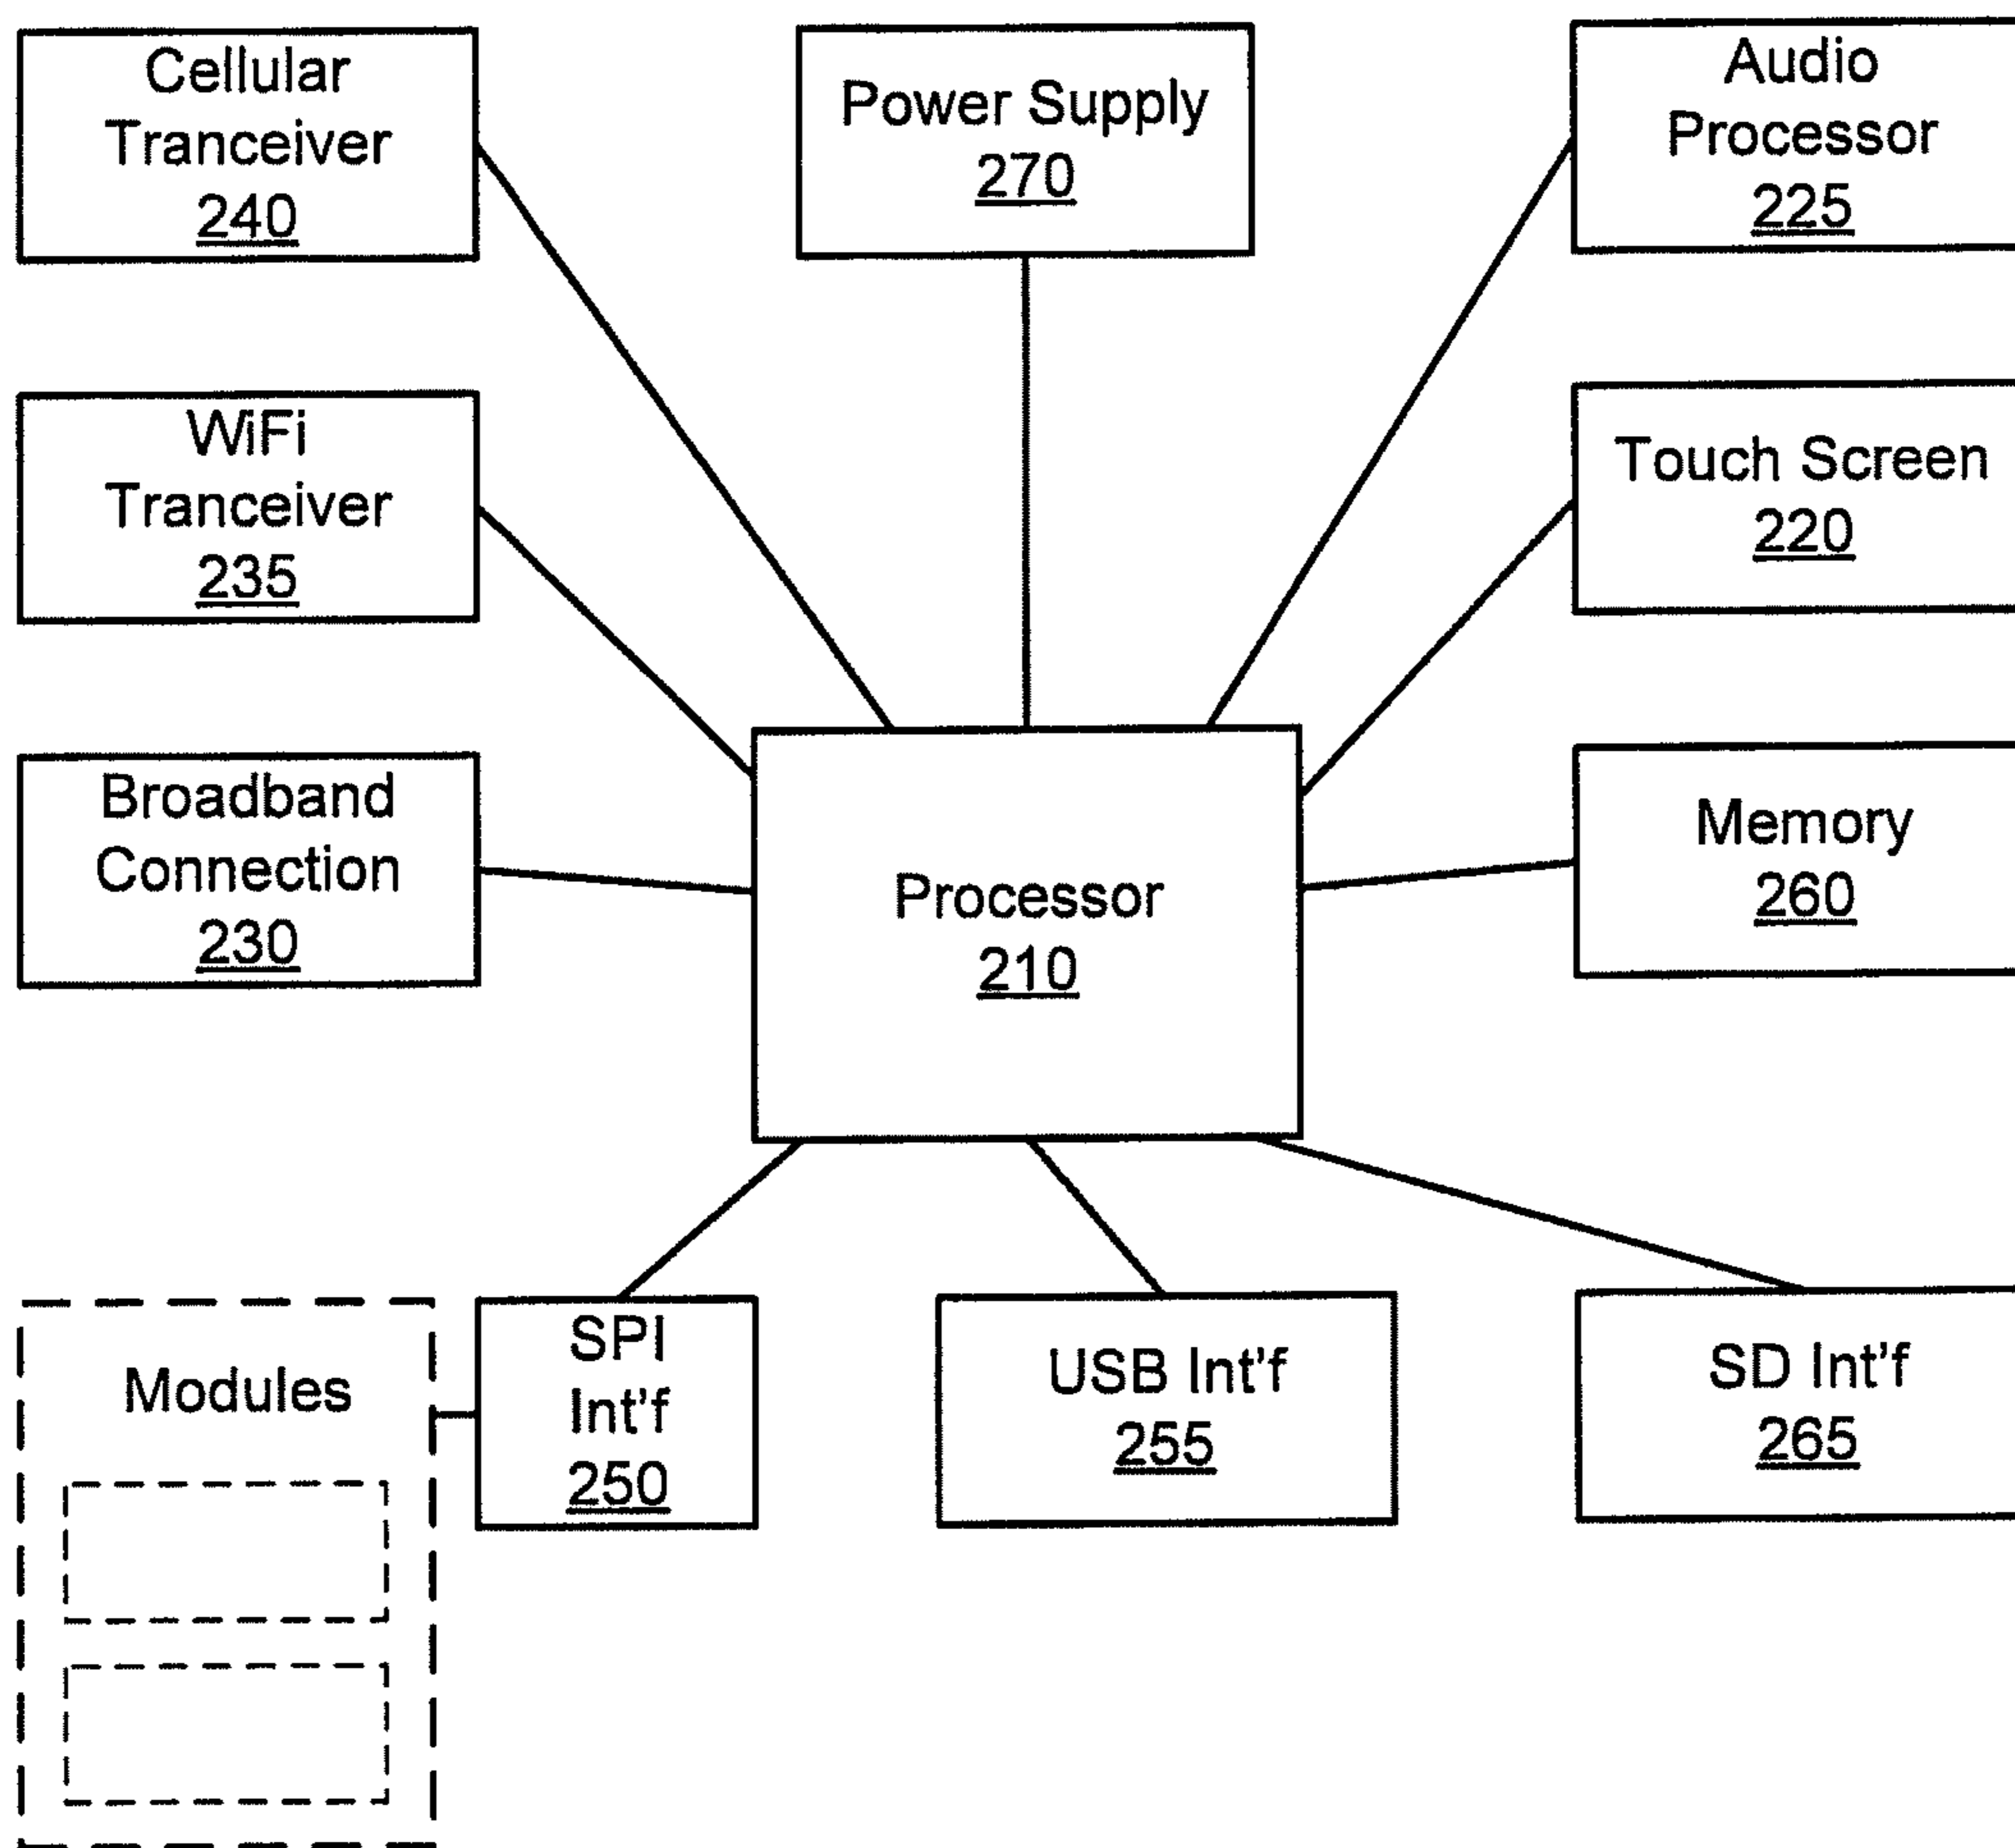 Cellular
Tranceiver
240
Power Supply
270
Audio
Processor
225
WiFi
Tranceiver
235
Touch Screen
220
Broadband
Connection
230
Processor
210
Memory
260
Modules
SPI
Int'f
250
USB Int'f
255
SD Int'f
265